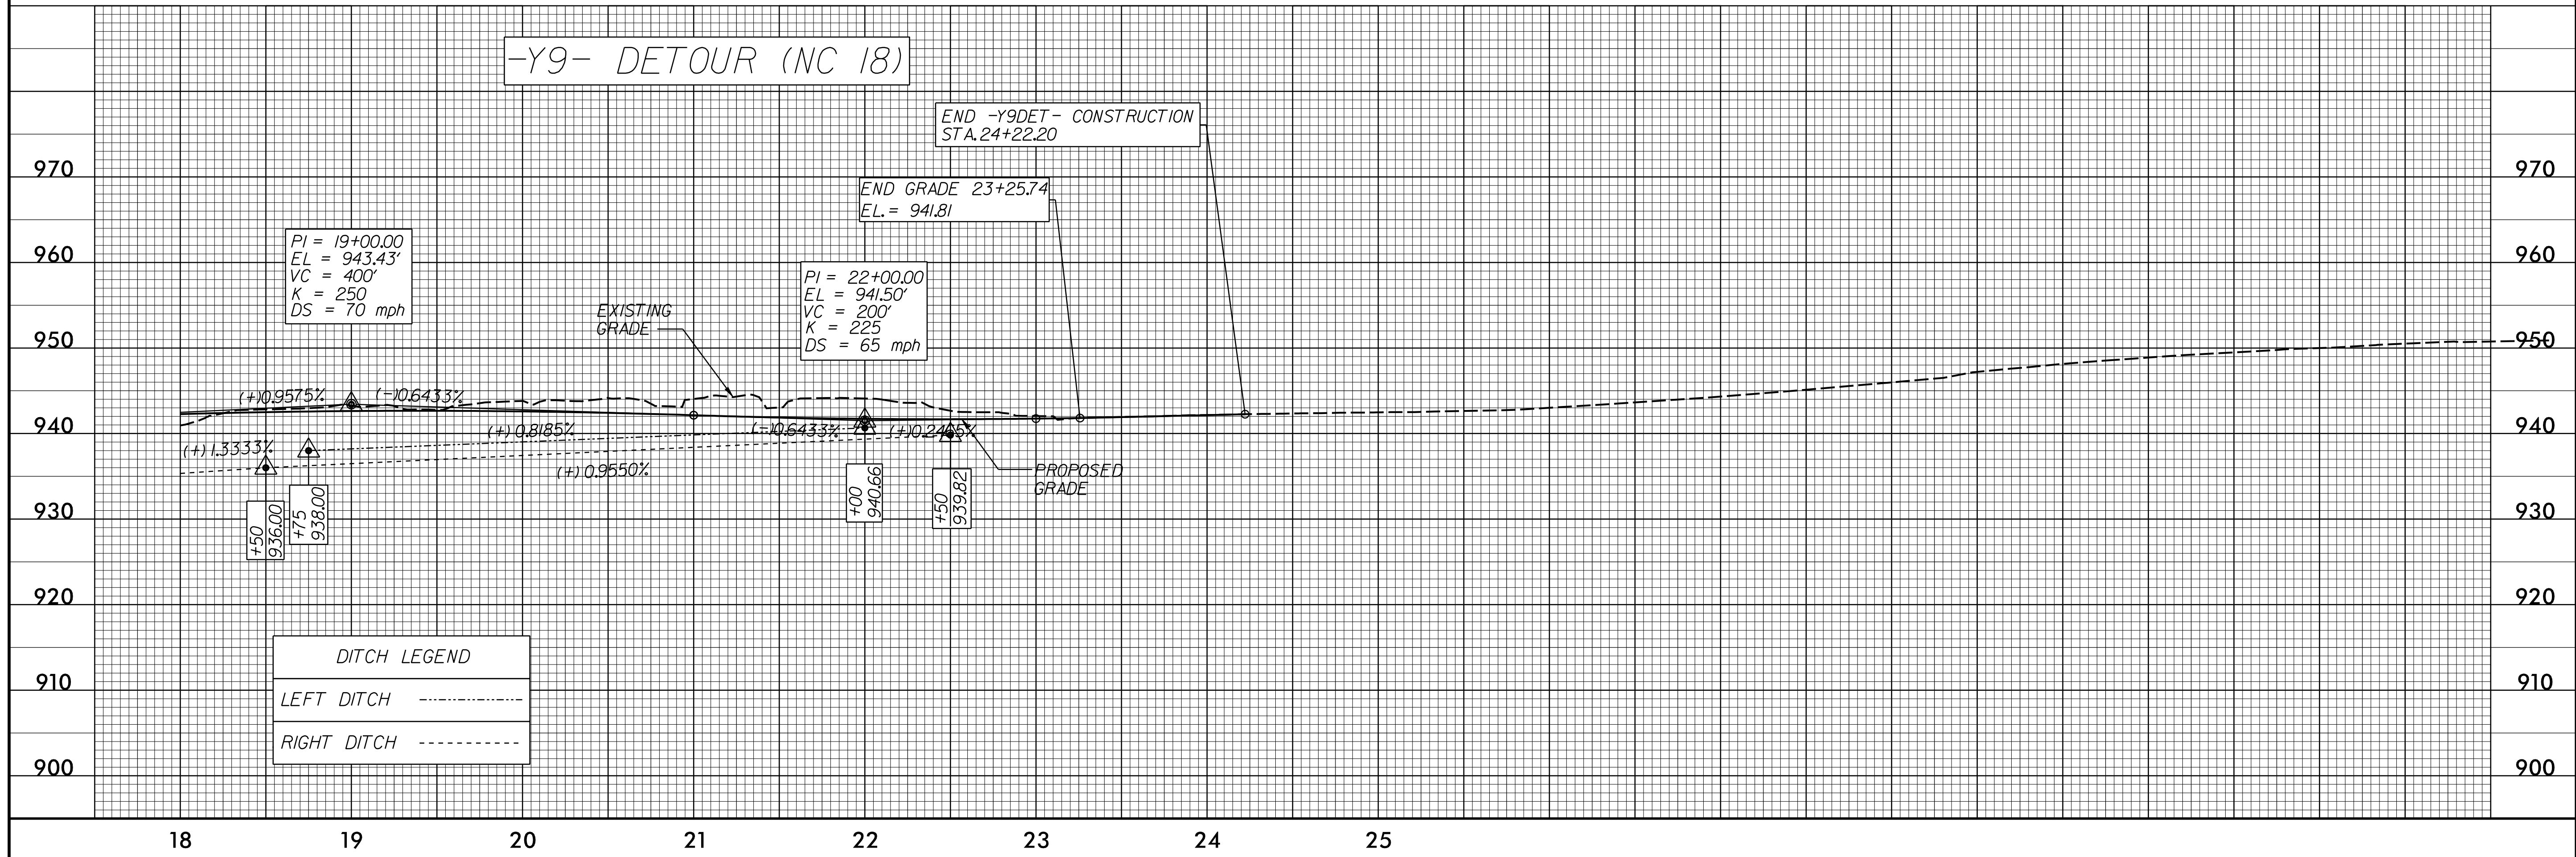 -Y9- DETOUR (NC 18)
END -Y9DET- CONSTRUCTION
STA. 24+22.20
END GRADE 23+25.74
EL. = 941.81
PI = 19+00.00
EL = 943.43'
VC = 400'
K = 250
DS = 70 mph
PI = 22+00.00
EL = 941.50'
VC = 200'
K = 225
DS = 65 mph
EXISTING
GRADE
970
970
960
960
950
950
940
940
930
930
920
920
910
910
900
900
(+)0.9575%
(-)0.6433%
(+)1.3333%
(+)0.8185%
(-)0.6433%
(+)0.9550%
PROPOSED
GRADE
+50
936.00
+75
938.00
+00
940.66
+50
939.82
DITCH LEGEND
LEFT DITCH
RIGHT DITCH
18
19
20
21
22
23
24
25